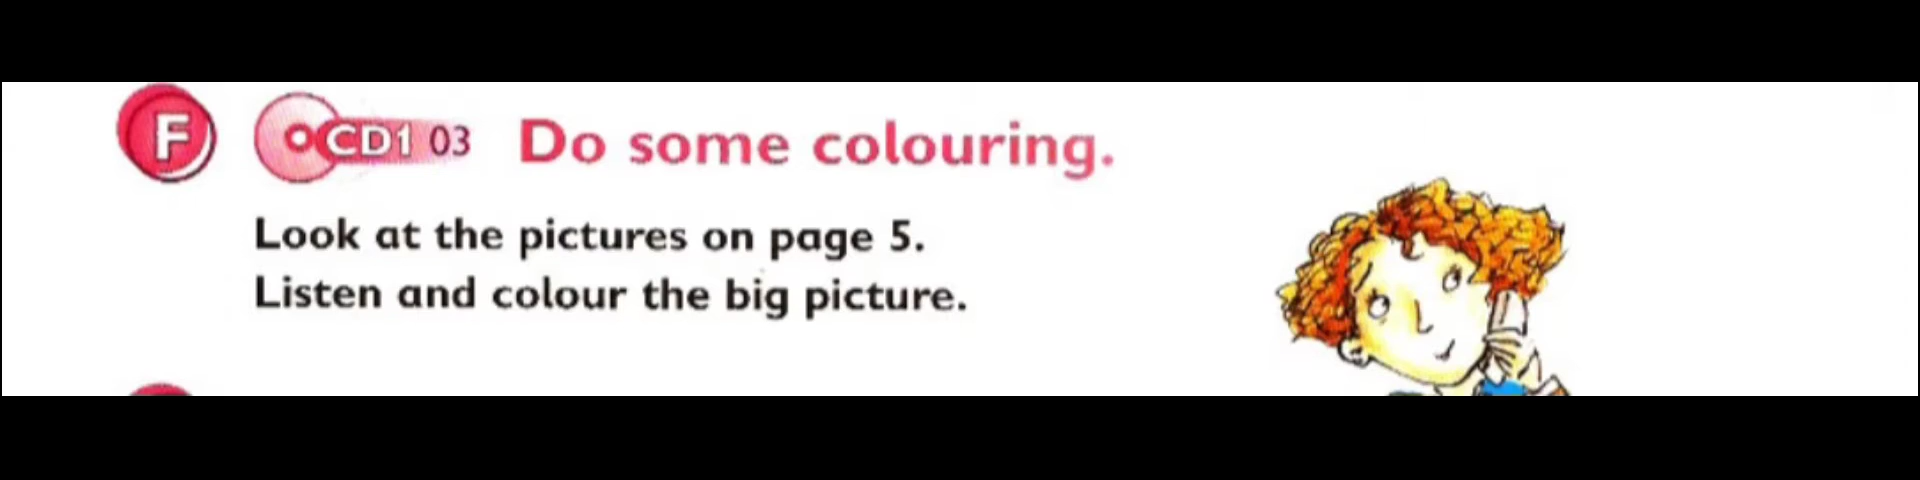 F CD1 03 Do some colouring.
Look at the pictures on page 5.
Listen and colour the big picture.